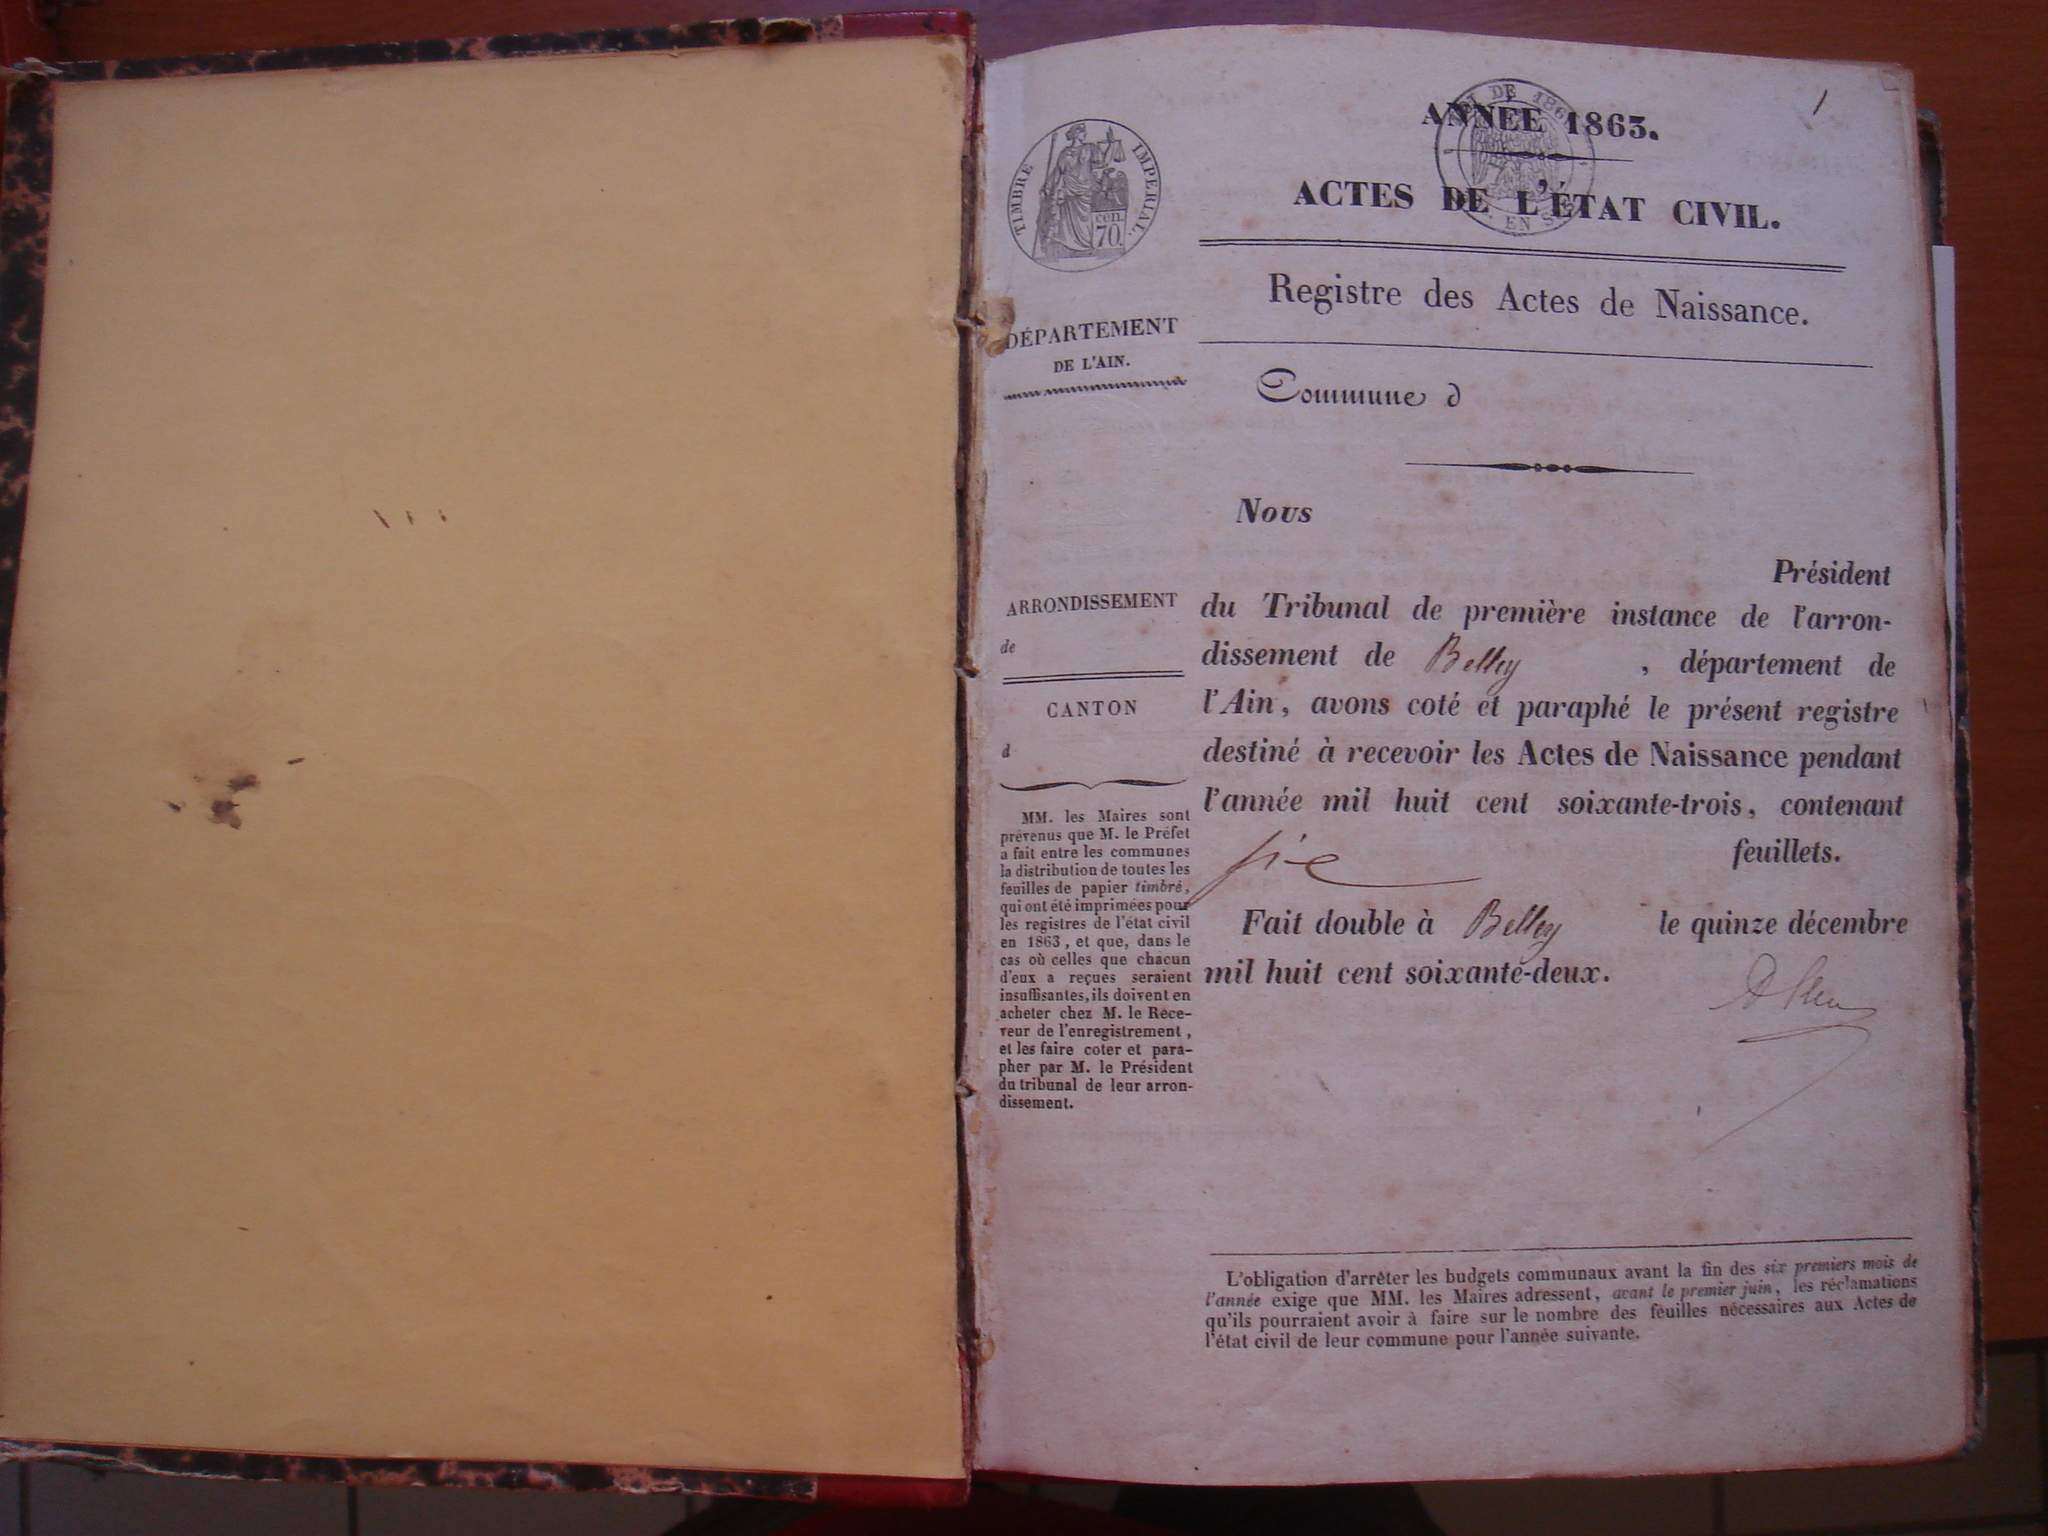 1
ANNÉE 1863.
ACTES DE L'ÉTAT CIVIL.
TIMBRE IMPERIAL.
cen.
70.
Registre des Actes de Naissance.
DÉPARTEMENT
DE L'AIN.
Commune d
Nous
Président
du Tribunal de première instance de l'arron-
dissement de Belley , département de
l'Ain, avons coté et paraphé le présent registre
destiné à recevoir les Actes de Naissance pendant
l'année mil huit cent soixante-trois, contenant
feuillets.
Fait double à Belley le quinze décembre
mil huit cent soixante-deux.
ARRONDISSEMENT
de
CANTON
d
MM. les Maires sont
prévenus que M. le Préfet
a fait entre les communes
la distribution de toutes les
feuilles de papier timbré,
qui ont été imprimées pour
les registres de l'état civil
en 1863, et que, dans le
cas où celles que chacun
d'eux a reçues seraient
insuffisantes, ils doivent en
acheter chez M. le Rece-
veur de l'enregistrement,
et les faire coter et para-
pher par M. le Président
du tribunal de leur arron-
dissement.
L'obligation d'arrêter les budgets communaux avant la fin des six premiers mois de
l'année exige que MM. les Maires adressent, avant le premier juin, les réclamations
qu'ils pourraient avoir à faire sur le nombre des feuilles nécessaires aux Actes de
l'état civil de leur commune pour l'année suivante.